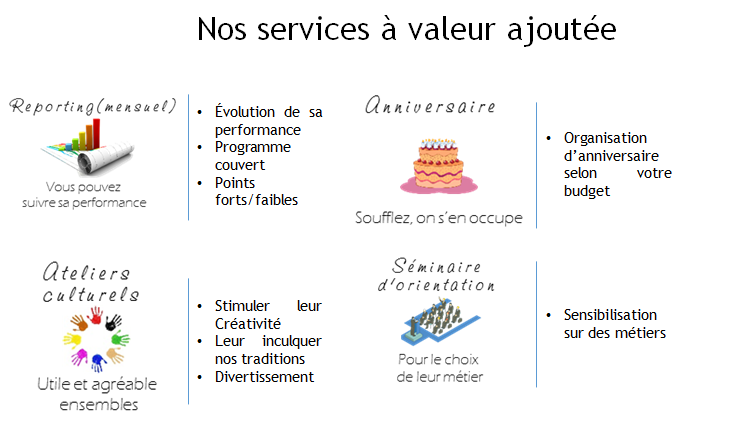 Nos services à valeur ajoutée
Reporting(mensuel)
Vous pouvez
suivre sa performance
• Évolution de sa
performance
• Programme
couvert
• Points
forts/faibles
Anniversaire
Soufflez, on s'en occupe
• Organisation
d'anniversaire
selon votre
budget
Ateliers
culturels
Utile et agréable
ensembles
• Stimuler leur
Créativité
• Leur inculquer
nos traditions
• Divertissement
Séminaire
d'orientation
Pour le choix
de leur métier
• Sensibilisation
sur des métiers